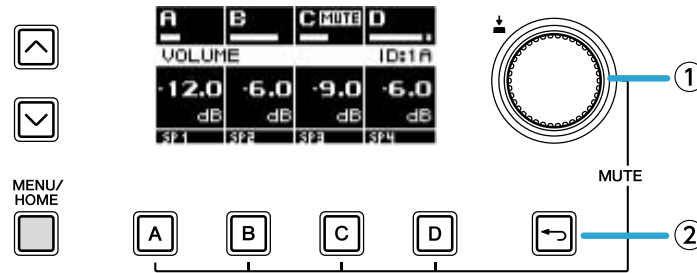 A B C MUTE D
VOLUME ID:1A
-12.0 -6.0 -9.0 -6.0
dB dB dB dB
SP1 SP2 SP3 SP4
1
MUTE
MENU/
HOME
A B C D
2